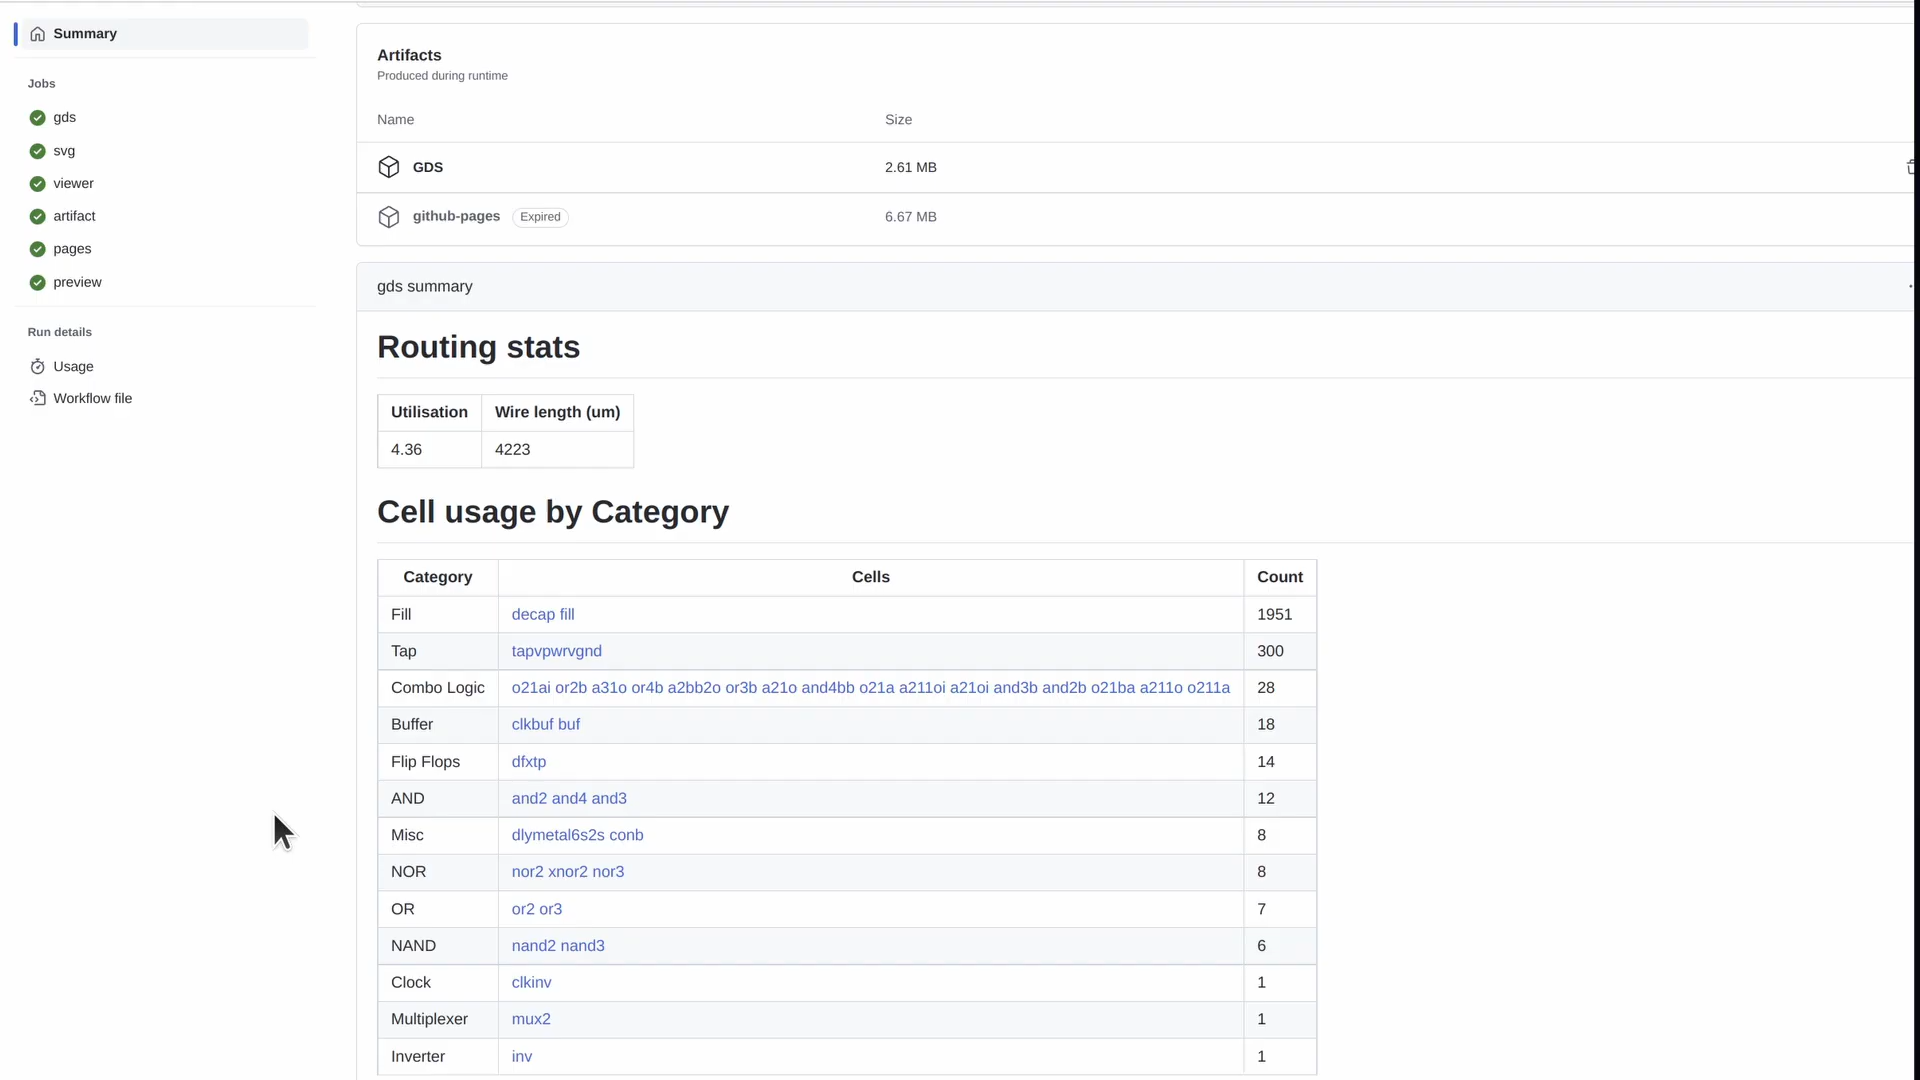 Summary
Jobs
gds
svg
viewer
artifact
pages
preview
Run details
Usage
Workflow file
Artifacts
Produced during runtime
Name Size
GDS 2.61 MB
github-pages Expired 6.67 MB
gds summary
Routing stats
Utilisation Wire length (um)
4.36 4223
Cell usage by Category
Category Cells Count
Fill decap fill 1951
Tap tapvpwrvgnd 300
Combo Logic o21ai or2b a31o or4b a2bb2o or3b a21o and4bb o21a a211oi a21oi and3b and2b o21ba a211o o211a 28
Buffer clkbuf buf 18
Flip Flops dfxtp 14
AND and2 and4 and3 12
Misc dlymetal6s2s conb 8
NOR nor2 xnor2 nor3 8
OR or2 or3 7
NAND nand2 nand3 6
Clock clkinv 1
Multiplexer mux2 1
Inverter inv 1